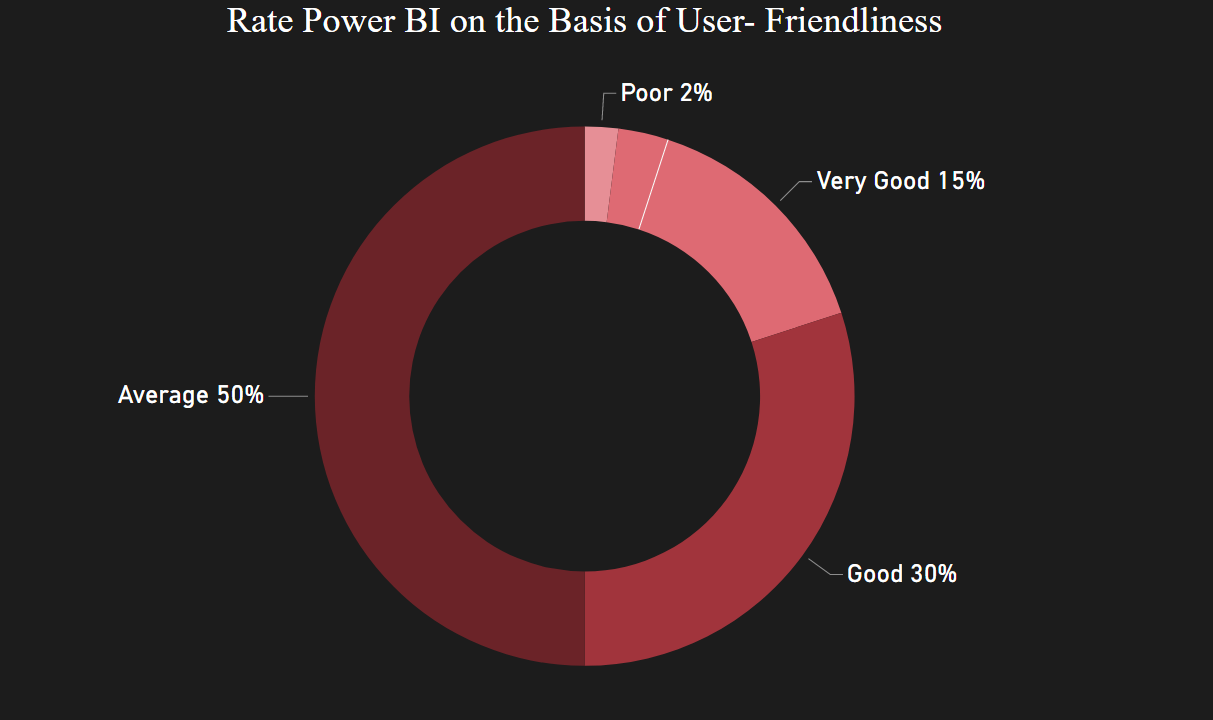 Rate Power BI on the Basis of User- Friendliness
Poor 2%
Very Good 15%
Average 50%
Good 30%